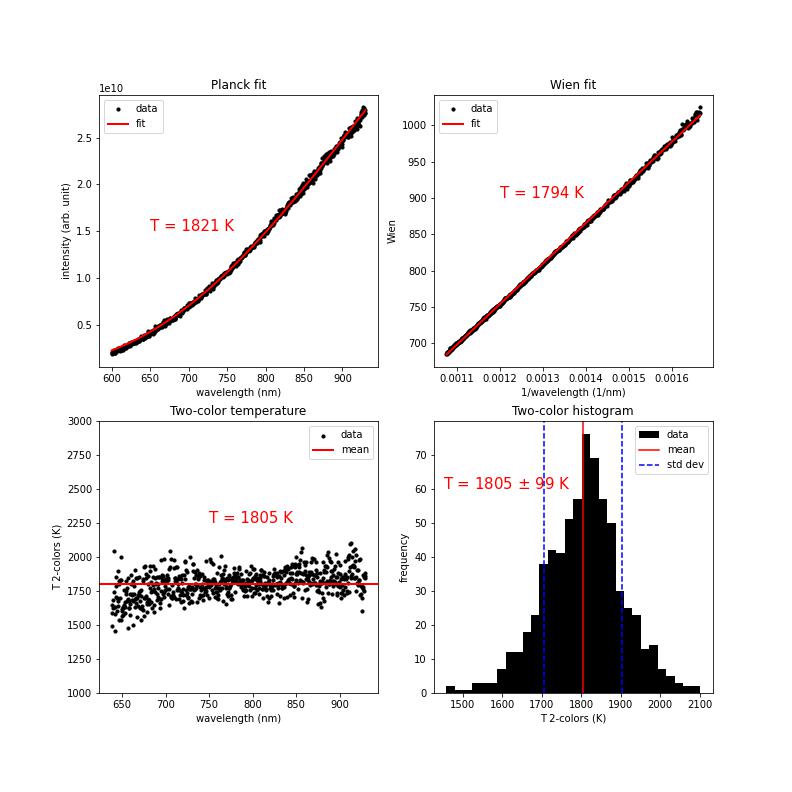 Planck fit
1e10
data
fit
T = 1821 K
intensity (arb. unit)
2.5
2.0
1.5
1.0
0.5
600 650 700 750 800 850 900
wavelength (nm)
Wien fit
data
fit
T = 1794 K
Wien
1000
950
900
850
800
750
700
0.0011 0.0012 0.0013 0.0014 0.0015 0.0016
1/wavelength (1/nm)
Two-color temperature
data
mean
T = 1805 K
T 2-colors (K)
3000
2750
2500
2250
2000
1750
1500
1250
1000
650 700 750 800 850 900
wavelength (nm)
Two-color histogram
data
mean
std dev
T = 1805 ± 99 K
frequency
70
60
50
40
30
20
10
0
1500 1600 1700 1800 1900 2000 2100
T 2-colors (K)